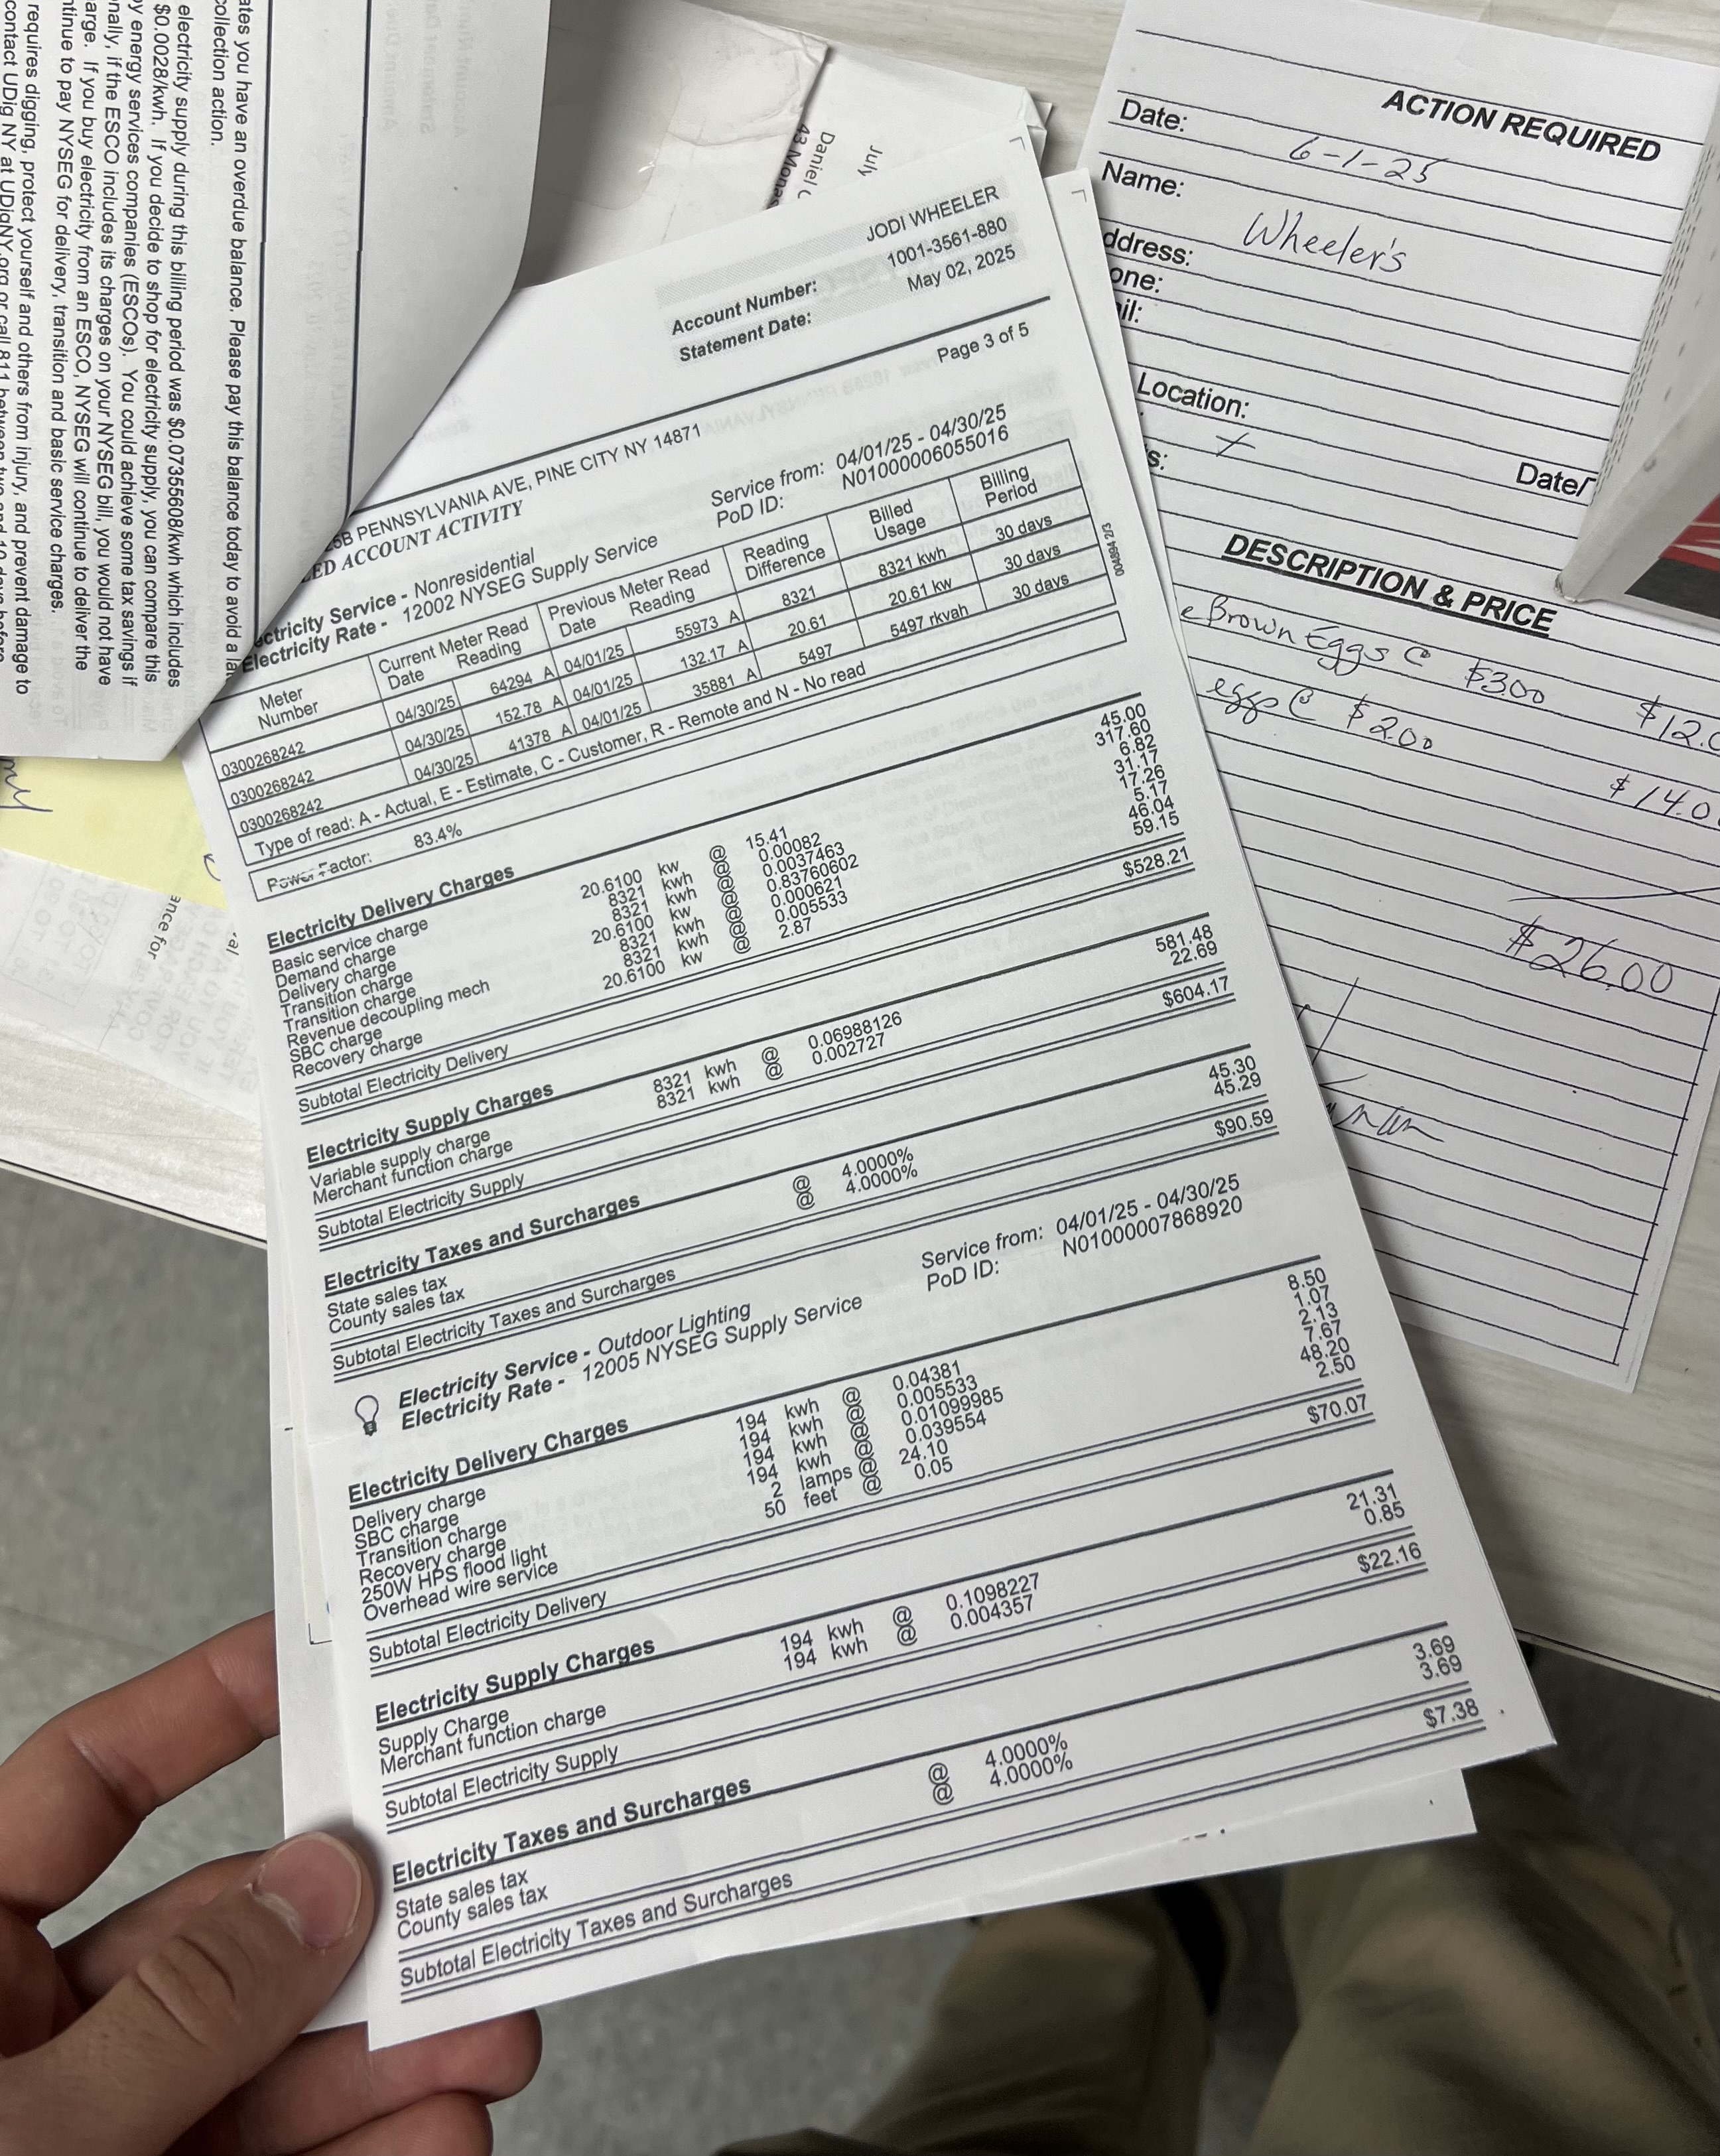 JODI WHEELER
Account Number: 1001-3561-880
Statement Date: May 02, 2025
Page 3 of 5
PENNSYLVANIA AVE, PINE CITY NY 14871
ED ACCOUNT ACTIVITY
ectricity Service - Nonresidential
Electricity Rate - 12002 NYSEG Supply Service
Service from: 04/01/25 - 04/30/25
PoD ID: N01000006055016
Meter Number Current Meter Read Date Reading Previous Meter Read Date Reading Reading Difference Billed Usage Billing Period
0300268242 04/30/25 64294 A 04/01/25 55973 A 8321 8321 kwh 30 days
0300268242 04/30/25 152.78 A 04/01/25 132.17 A 20.61 20.61 kw 30 days
0300268242 04/30/25 41378 A 04/01/25 35881 A 5497 5497 rkvah 30 days
Type of read: A - Actual, E - Estimate, C - Customer, R - Remote and N - No read
Power Factor: 83.4%
004894 2/3
Electricity Delivery Charges
Basic service charge 45.00
Demand charge 20.6100 kw @ 15.41 317.60
Delivery charge 8321 kwh @ 0.00082 6.82
Transition charge 8321 kwh @ 0.0037463 31.17
Transition charge 20.6100 kw @ 0.83760602 17.26
Revenue decoupling mech 8321 kwh @ 0.000621 5.17
SBC charge 8321 kwh @ 0.005533 46.04
Recovery charge 20.6100 kw @ 2.87 59.15
Subtotal Electricity Delivery $528.21
Electricity Supply Charges
Variable supply charge 8321 kwh @ 0.06988126 581.48
Merchant function charge 8321 kwh @ 0.002727 22.69
Subtotal Electricity Supply $604.17
Electricity Taxes and Surcharges
State sales tax @ 4.0000% 45.30
County sales tax @ 4.0000% 45.29
Subtotal Electricity Taxes and Surcharges $90.59
Electricity Service - Outdoor Lighting
Electricity Rate - 12005 NYSEG Supply Service
Service from: 04/01/25 - 04/30/25
PoD ID: N01000007868920
Electricity Delivery Charges
Delivery charge 194 kwh @ 0.04381 8.50
SBC charge 194 kwh @ 0.005533 1.07
Transition charge 194 kwh @ 0.01099985 2.13
Recovery charge 194 kwh @ 0.039554 7.67
250W HPS flood light 2 lamps @ 24.10 48.20
Overhead wire service 50 feet @ 0.05 2.50
Subtotal Electricity Delivery $70.07
Electricity Supply Charges
Supply Charge 194 kwh @ 0.1098227 21.31
Merchant function charge 194 kwh @ 0.004357 0.85
Subtotal Electricity Supply $22.16
Electricity Taxes and Surcharges
State sales tax @ 4.0000% 3.69
County sales tax @ 4.0000% 3.69
Subtotal Electricity Taxes and Surcharges $7.38
ates you have an overdue balance. Please pay this balance today to avoid a la
collection action.
electricity supply during this billing period was $0.07355608/kwh which includes
$0.0028/kwh. If you decide to shop for electricity supply, you can compare this
y energy services companies (ESCOs). You could achieve some tax savings if
nally, if the ESCO includes its charges on your NYSEG bill, you would not have
arge. If you buy electricity from an ESCO, NYSEG will continue to deliver the
ntinue to pay NYSEG for delivery, transition and basic service charges.
requires digging, protect yourself and others from injury, and prevent damage to
contact UDig NY at UDigNY.org or call 811 between two and 10 days before
July
Daniel
43
ance for
ACTION REQUIRED
Date: 6-1-25
Name: Wheeler's
ddress:
one:
il:
Location:
s:
Date/
DESCRIPTION & PRICE
e Brown Eggs @ $3.00 $12.0
eggs @ $2.00 $14.0
$26.00